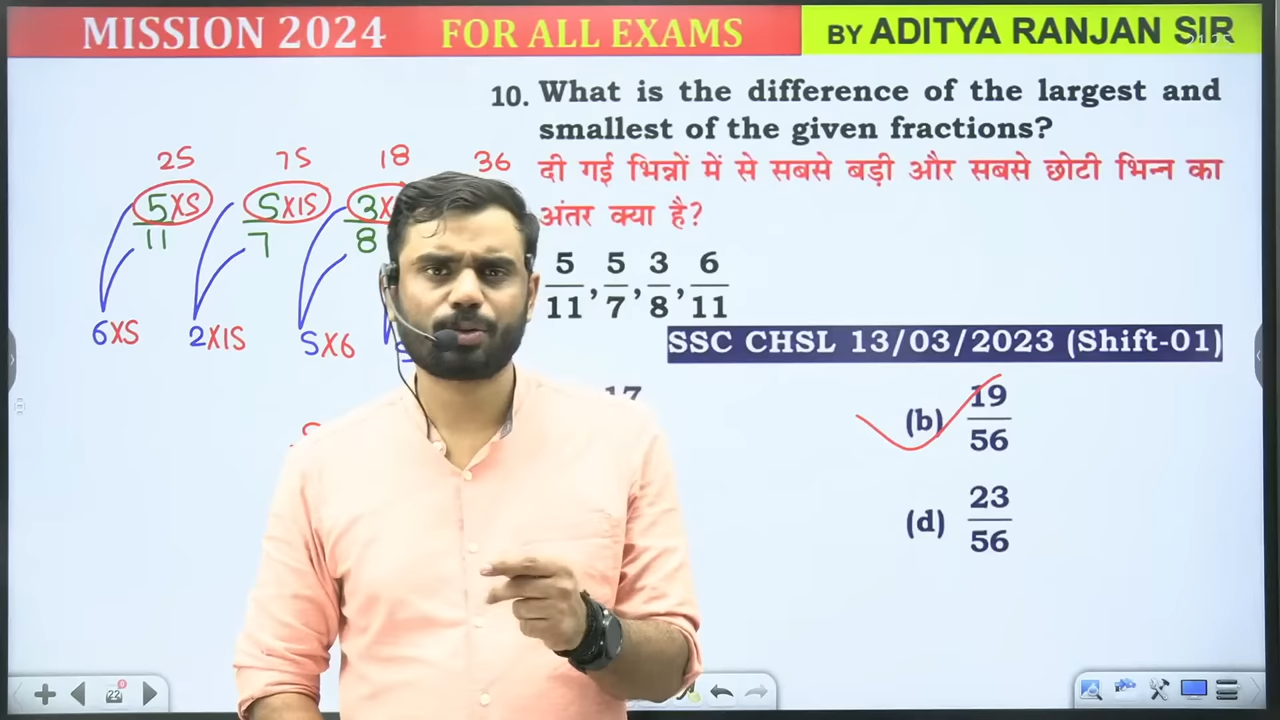 MISSION 2024 FOR ALL EXAMS
BY ADITYA RANJAN SIR
10. What is the difference of the largest and
smallest of the given fractions?
दी गई भिन्नों में से सबसे बड़ी और सबसे छोटी भिन्न का
अंतर क्या है?
5/11, 5/7, 3/8, 6/11
SSC CHSL 13/03/2023 (Shift-01)
17
(b) 19/56
(d) 23/56
25 75 18 36
5×5 5×15 3×
11 7 8
6×5 2×15 5×6
23